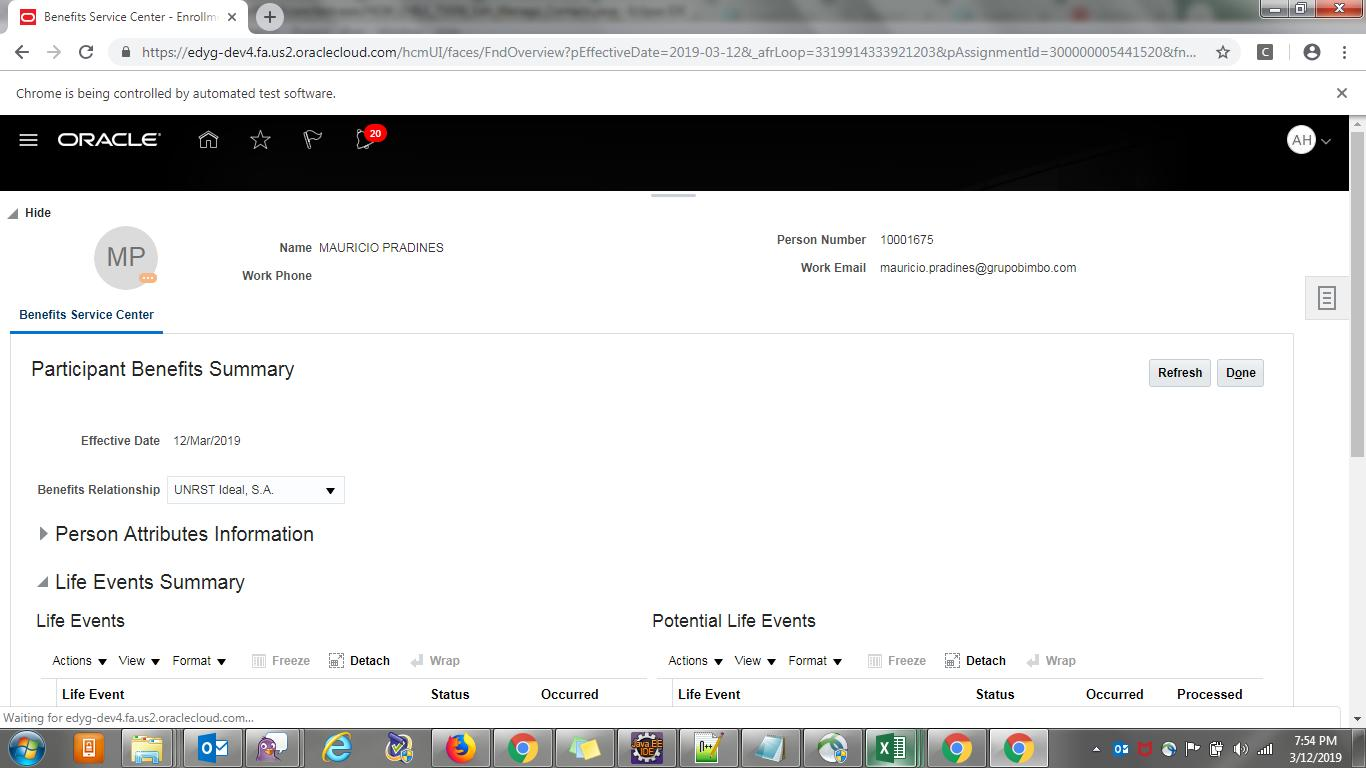 Benefits Service Center - Enrollm
https://edyg-dev4.fa.us2.oraclecloud.com/hcmUI/faces/FndOverview?pEffectiveDate=2019-03-12&_afrLoop=3319914333921203&pAssignmentId=300000005441520&fn...
C
Chrome is being controlled by automated test software.
ORACLE
20
AH
Hide
MP
Name MAURICIO PRADINES
Work Phone
Person Number 10001675
Work Email mauricio.pradines@grupobimbo.com
Benefits Service Center
Participant Benefits Summary
Refresh Done
Effective Date 12/Mar/2019
Benefits Relationship UNRST Ideal, S.A.
Person Attributes Information
Life Events Summary
Life Events
Actions View Format Freeze Detach Wrap
Life Event Status Occurred
Potential Life Events
Actions View Format Freeze Detach Wrap
Life Event Status Occurred Processed
Waiting for edyg-dev4.fa.us2.oraclecloud.com...
Java EE
IDE
7:54 PM
3/12/2019